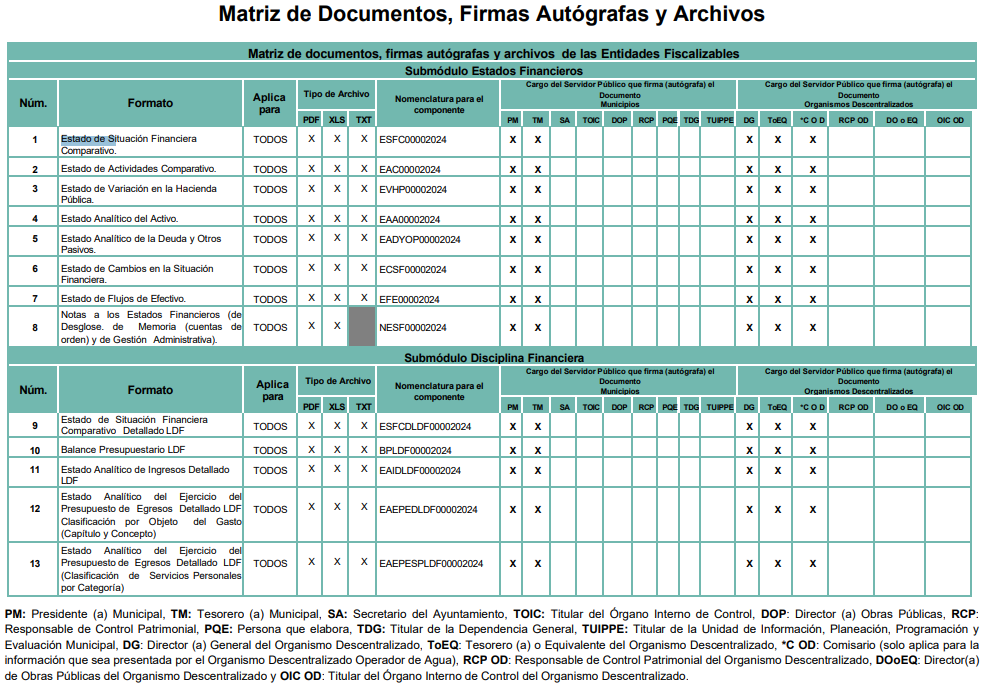 Matriz de Documentos, Firmas Autógrafas y Archivos
Matriz de documentos, firmas autógrafas y archivos de las Entidades Fiscalizables
Submódulo Estados Financieros
Núm. Formato Aplica para Tipo de Archivo Nomenclatura para el componente Cargo del Servidor Público que firma (autógrafa) el Documento Municipios Cargo del Servidor Público que firma (autógrafa) el Documento Organismos Descentralizados
PDF XLS TXT PM TM SA TOIC DOP RCP PQE TDG TUIPPE DG ToEQ *C O D RCP OD DO o EQ OIC OD
1 Estado de Situación Financiera Comparativo. TODOS X X X ESFC00002024 X X X X X
2 Estado de Actividades Comparativo. TODOS X X X EAC00002024 X X X X X
3 Estado de Variación en la Hacienda Pública. TODOS X X X EVHP00002024 X X X X X
4 Estado Analítico del Activo. TODOS X X X EAA00002024 X X X X X
5 Estado Analítico de la Deuda y Otros Pasivos. TODOS X X X EADYOP00002024 X X X X X
6 Estado de Cambios en la Situación Financiera. TODOS X X X ECSF00002024 X X X X X
7 Estado de Flujos de Efectivo. TODOS X X X EFE00002024 X X X X X
8 Notas a los Estados Financieros (de Desglose. de Memoria (cuentas de orden) y de Gestión Administrativa). TODOS X X NESF00002024 X X X X X
Submódulo Disciplina Financiera
Núm. Formato Aplica para Tipo de Archivo Nomenclatura para el componente Cargo del Servidor Público que firma (autógrafa) el Documento Municipios Cargo del Servidor Público que firma (autógrafa) el Documento Organismos Descentralizados
PDF XLS TXT PM TM SA TOIC DOP RCP PQE TDG TUIPPE DG ToEQ *C O D RCP OD DO o EQ OIC OD
9 Estado de Situación Financiera Comparativo Detallado LDF TODOS X X X ESFCDLDF00002024 X X X X X
10 Balance Presupuestario LDF TODOS X X X BPLDF00002024 X X X X X
11 Estado Analítico de Ingresos Detallado LDF TODOS X X X EAIDLDF00002024 X X X X X
12 Estado Analítico del Ejercicio del Presupuesto de Egresos Detallado LDF Clasificación por Objeto del Gasto (Capítulo y Concepto) TODOS X X X EAEPEDLDF00002024 X X X X X
13 Estado Analítico del Ejercicio del Presupuesto de Egresos Detallado LDF (Clasificación de Servicios Personales por Categoría) TODOS X X X EAEPESPLDF00002024 X X X X X
PM: Presidente (a) Municipal, TM: Tesorero (a) Municipal, SA: Secretario del Ayuntamiento, TOIC: Titular del Órgano Interno de Control, DOP: Director (a) Obras Públicas, RCP:
Responsable de Control Patrimonial, PQE: Persona que elabora, TDG: Titular de la Dependencia General, TUIPPE: Titular de la Unidad de Información, Planeación, Programación y
Evaluación Municipal, DG: Director (a) General del Organismo Descentralizado, ToEQ: Tesorero (a) o Equivalente del Organismo Descentralizado, *C OD: Comisario (solo aplica para la
información que sea presentada por el Organismo Descentralizado Operador de Agua), RCP OD: Responsable de Control Patrimonial del Organismo Descentralizado, DOoEQ: Director(a)
de Obras Públicas del Organismo Descentralizado y OIC OD: Titular del Órgano Interno de Control del Organismo Descentralizado.